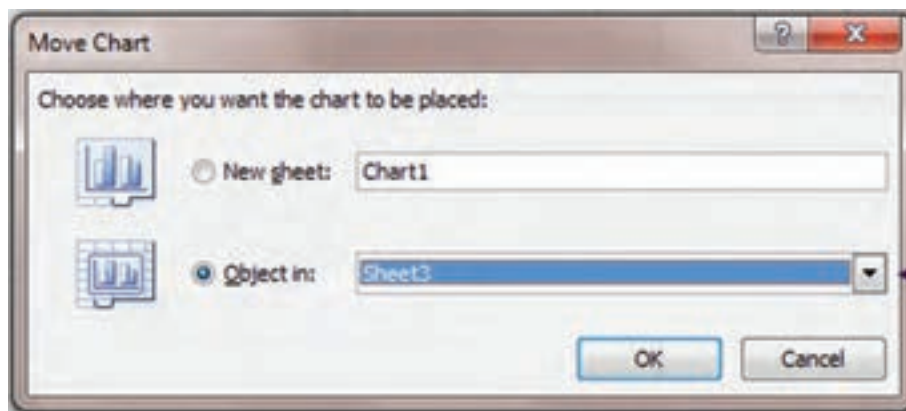 Move Chart
Choose where you want the chart to be placed:
New sheet: Chart1
Object in: Sheet3
OK Cancel